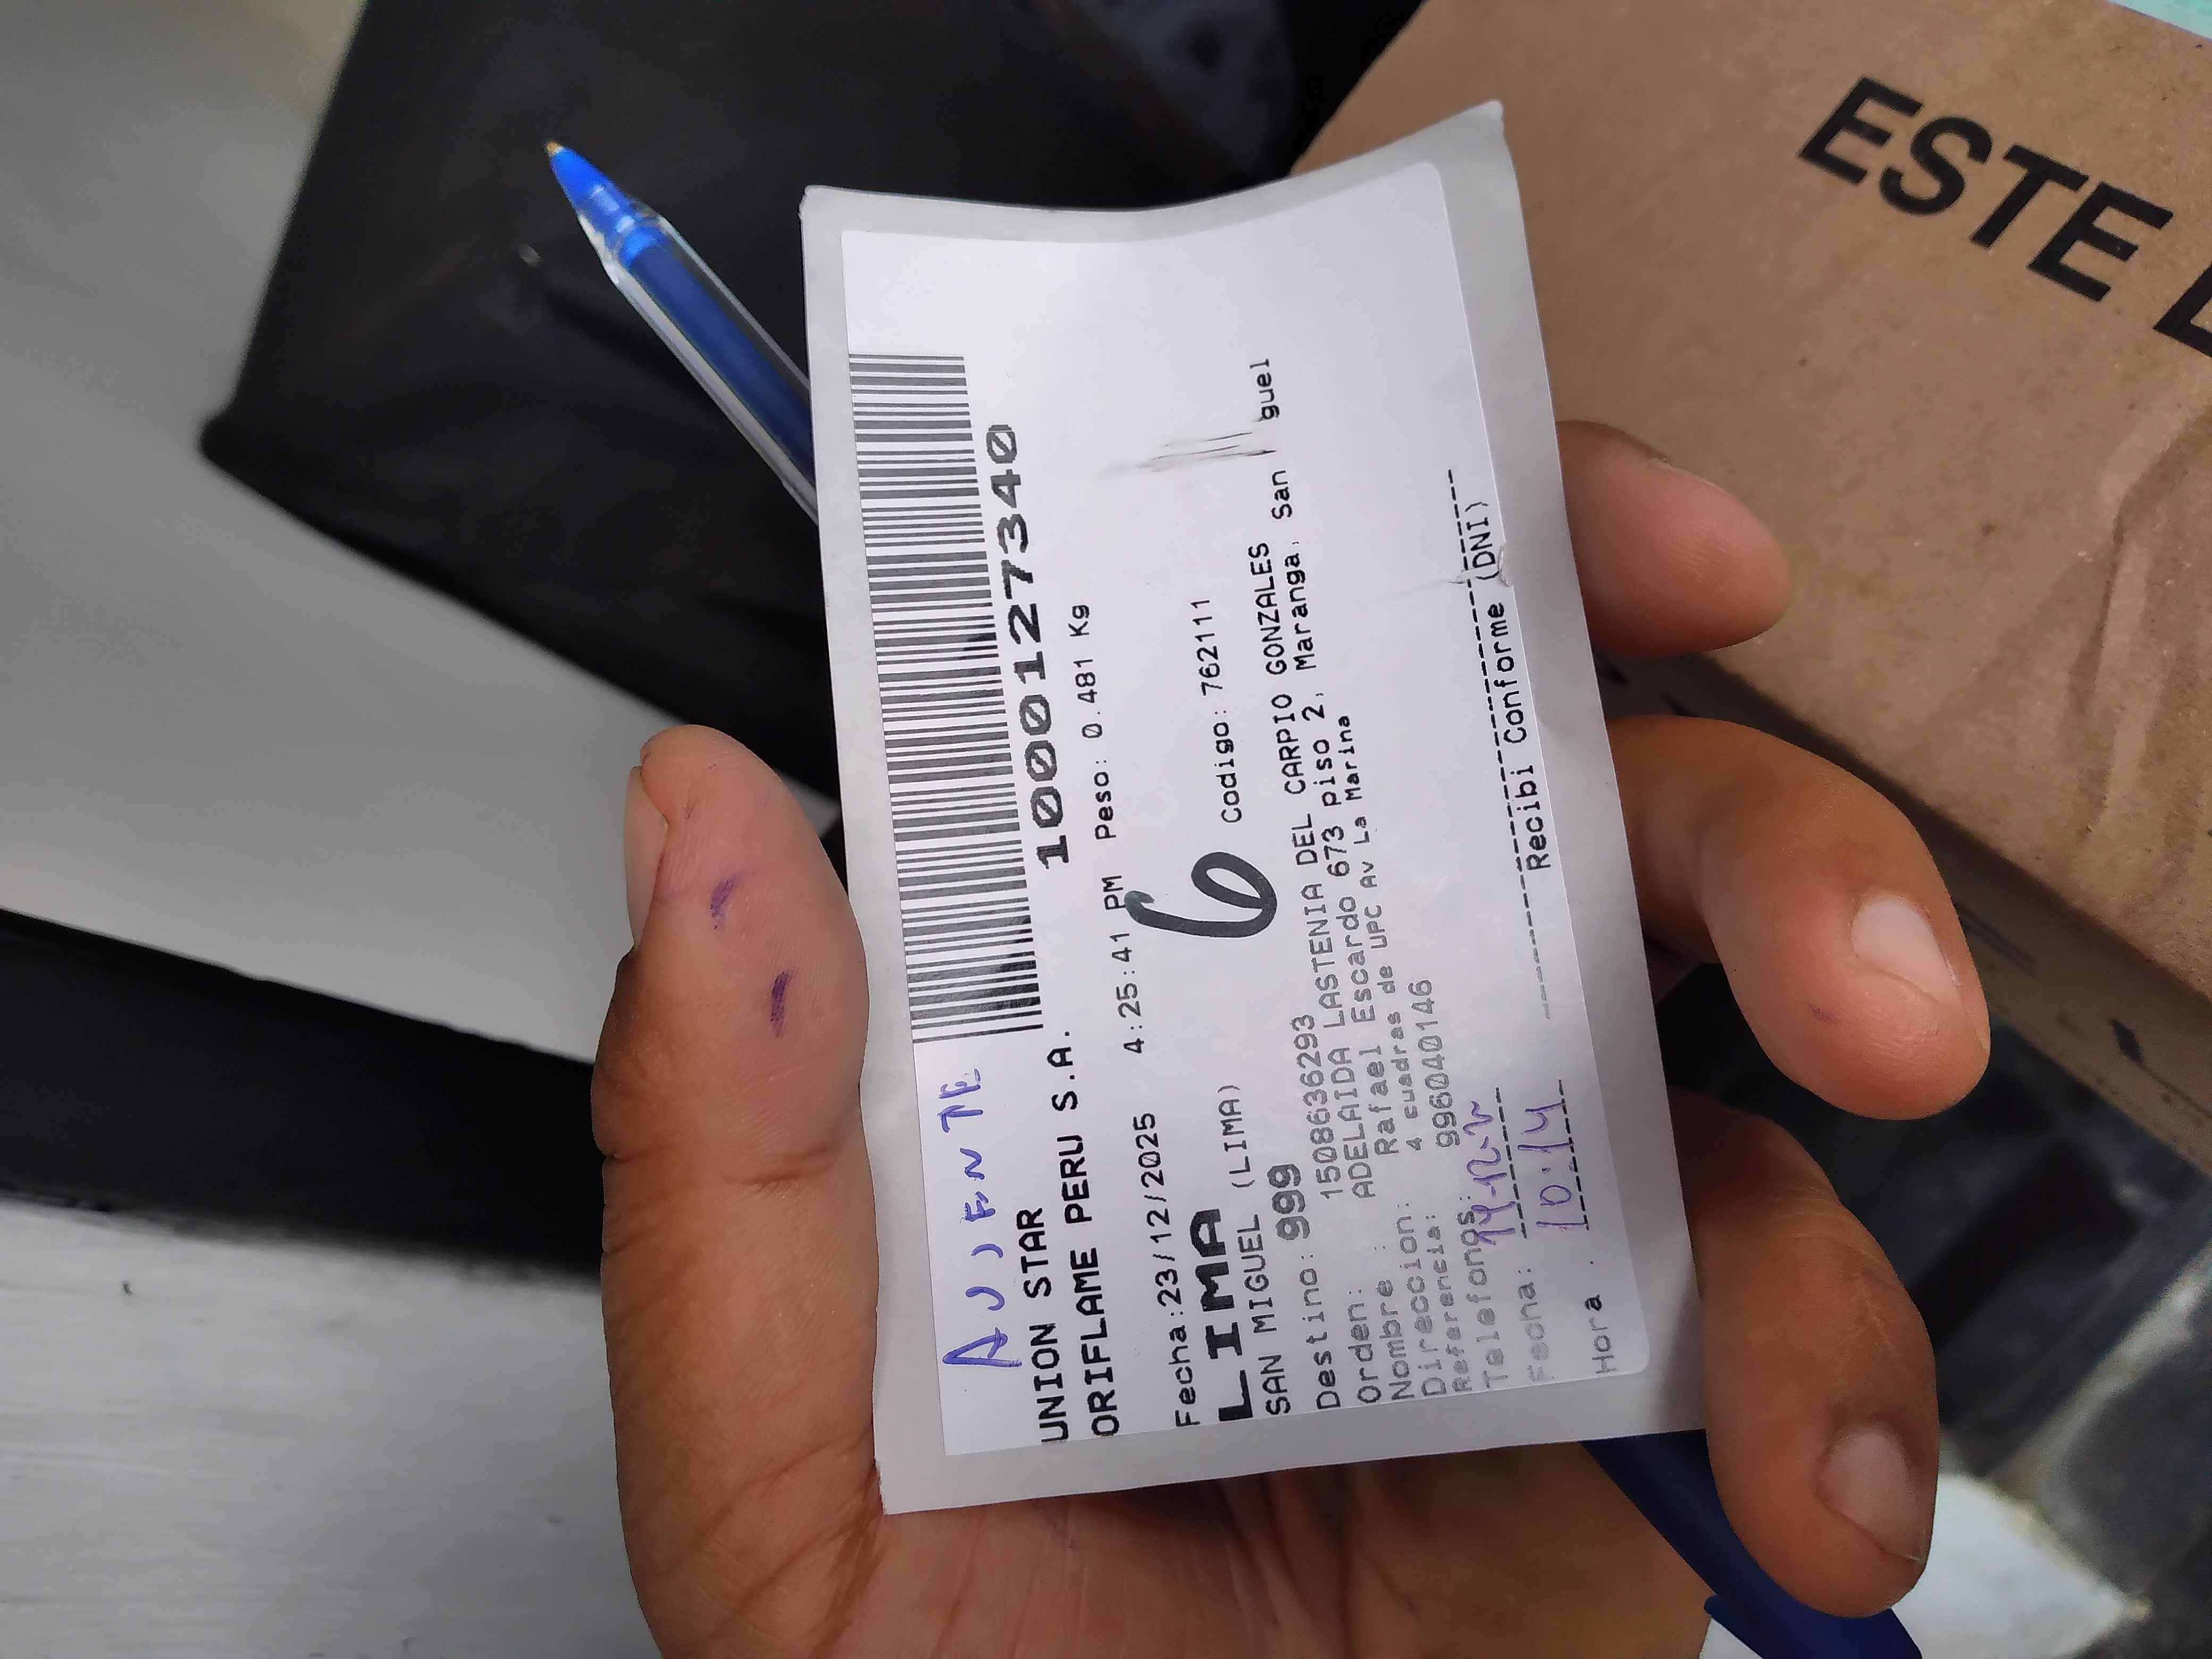 AUSENTE
UNION STAR
ORIFLAME PERU S.A.
1000127340
Fecha:23/12/2025 4:25:41 PM Peso: 0.481 Kg
LIMA
SAN MIGUEL (LIMA)
6
Codigo: 762111
Destino: 999
Orden: 1508636293
Nombre : ADELAIDA LASTENIA DEL CARPIO GONZALES
Direccion: Rafael Escardo 673 piso 2, Maranga, San guel
Referencia: 4 cuadras de UPC Av La Marina
Telefonos: 996040146
Fecha:
Hora : 10:14
Recibi Conforme (DNI)
ESTE